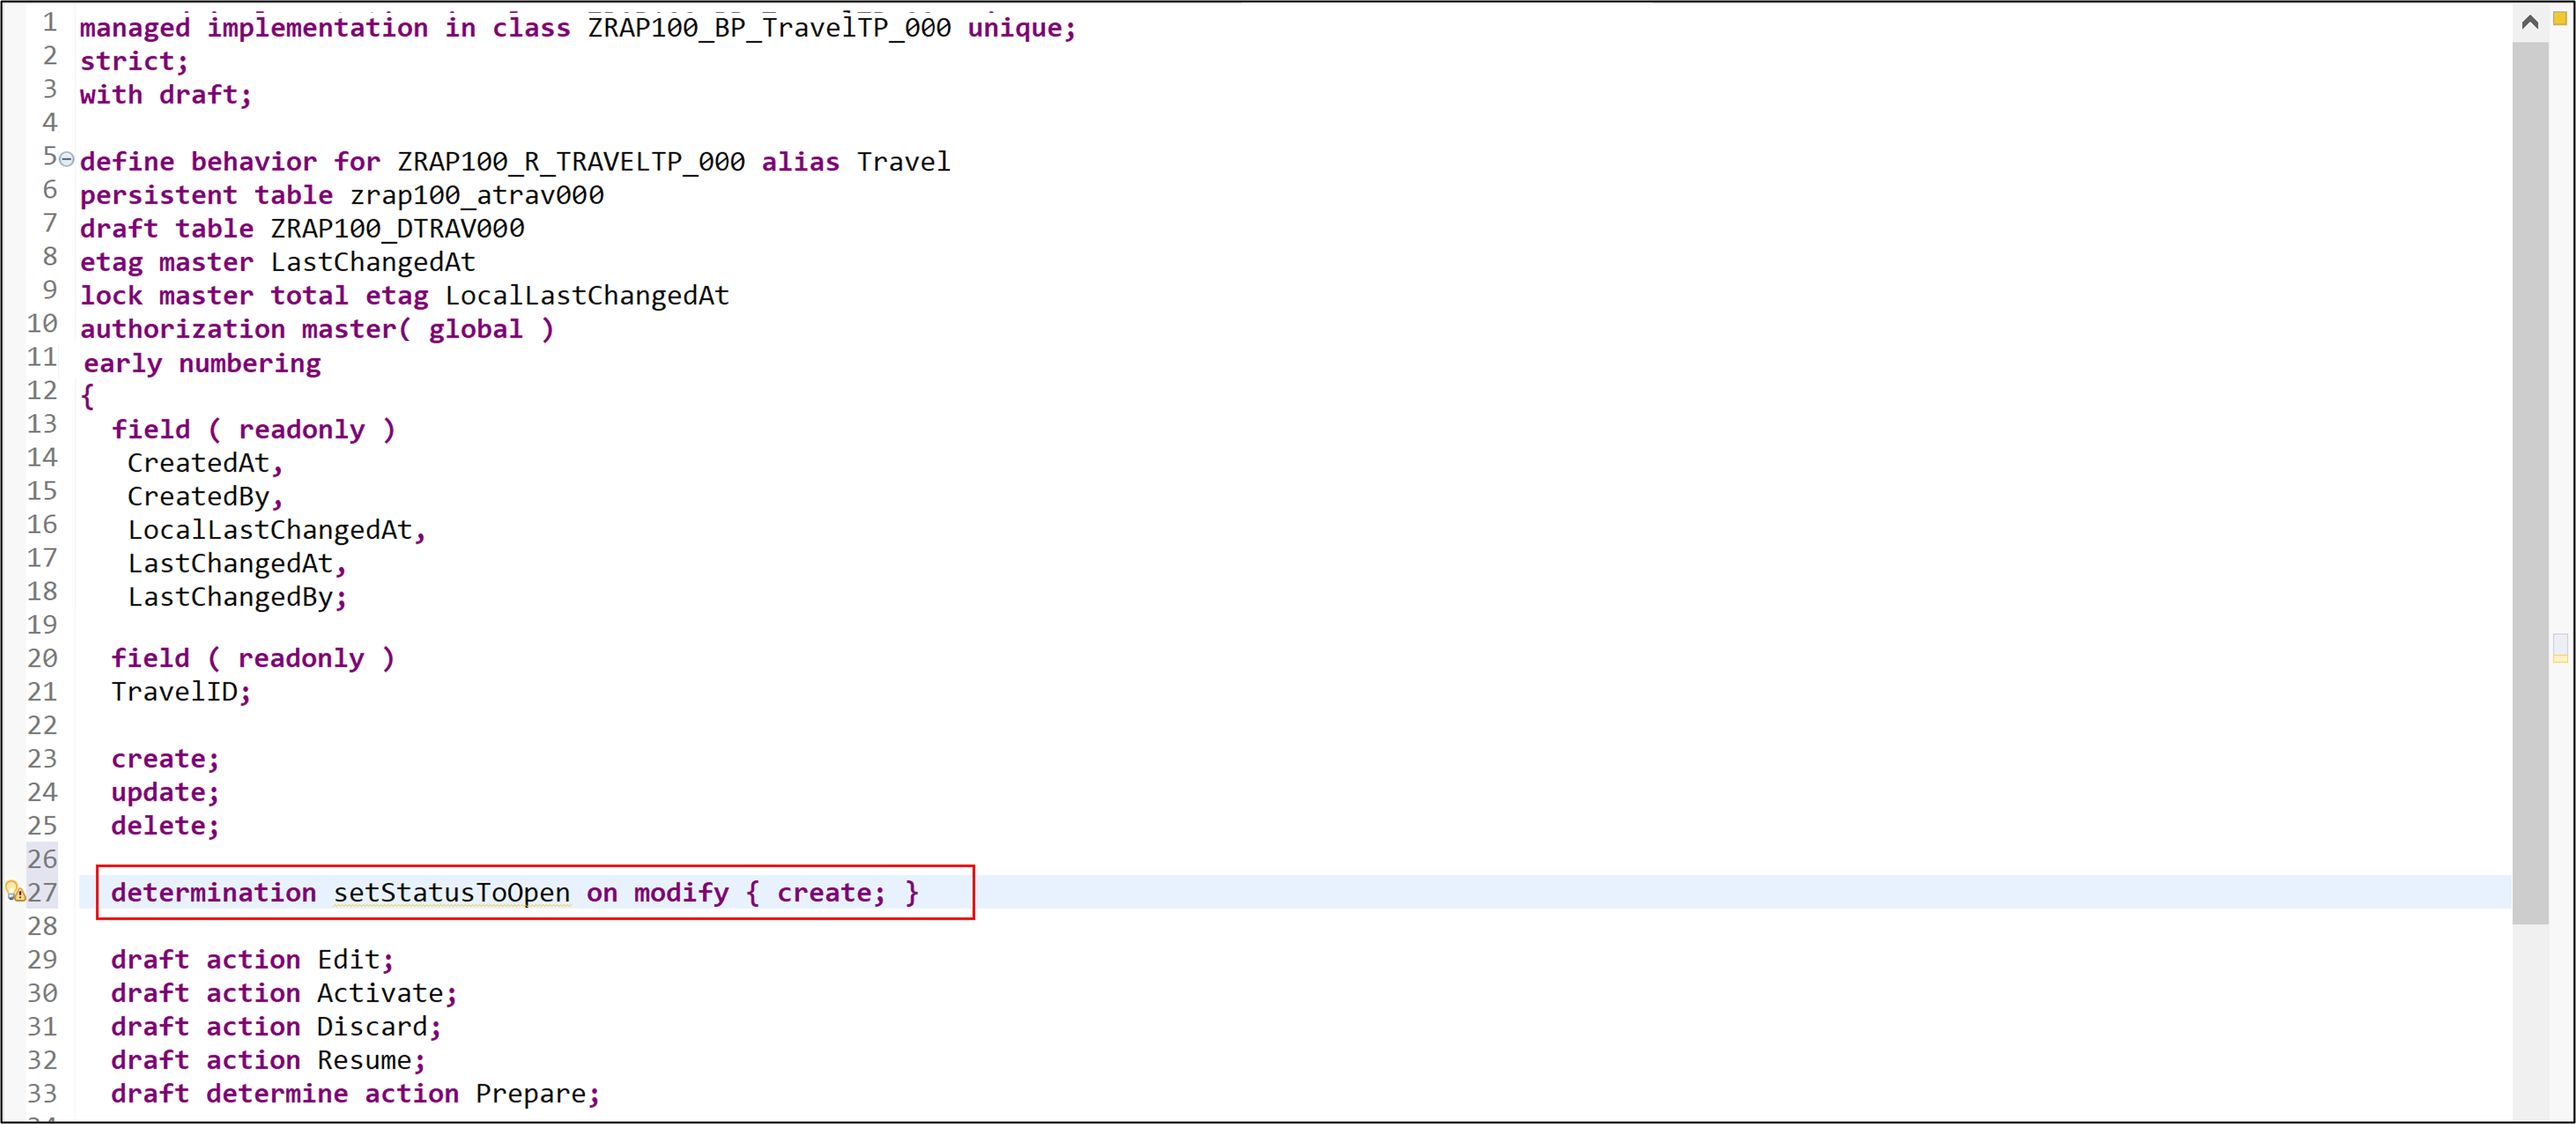 1 managed implementation in class ZRAP100_BP_TravelTP_000 unique;
2 strict;
3 with draft;
4
5 define behavior for ZRAP100_R_TRAVELTP_000 alias Travel
6 persistent table zrap100_atrav000
7 draft table ZRAP100_DTRAV000
8 etag master LastChangedAt
9 lock master total etag LocalLastChangedAt
10 authorization master( global )
11 early numbering
12 {
13 field ( readonly )
14 CreatedAt,
15 CreatedBy,
16 LocalLastChangedAt,
17 LastChangedAt,
18 LastChangedBy;
19
20 field ( readonly )
21 TravelID;
22
23 create;
24 update;
25 delete;
26
27 determination setStatusToOpen on modify { create; }
28
29 draft action Edit;
30 draft action Activate;
31 draft action Discard;
32 draft action Resume;
33 draft determine action Prepare;